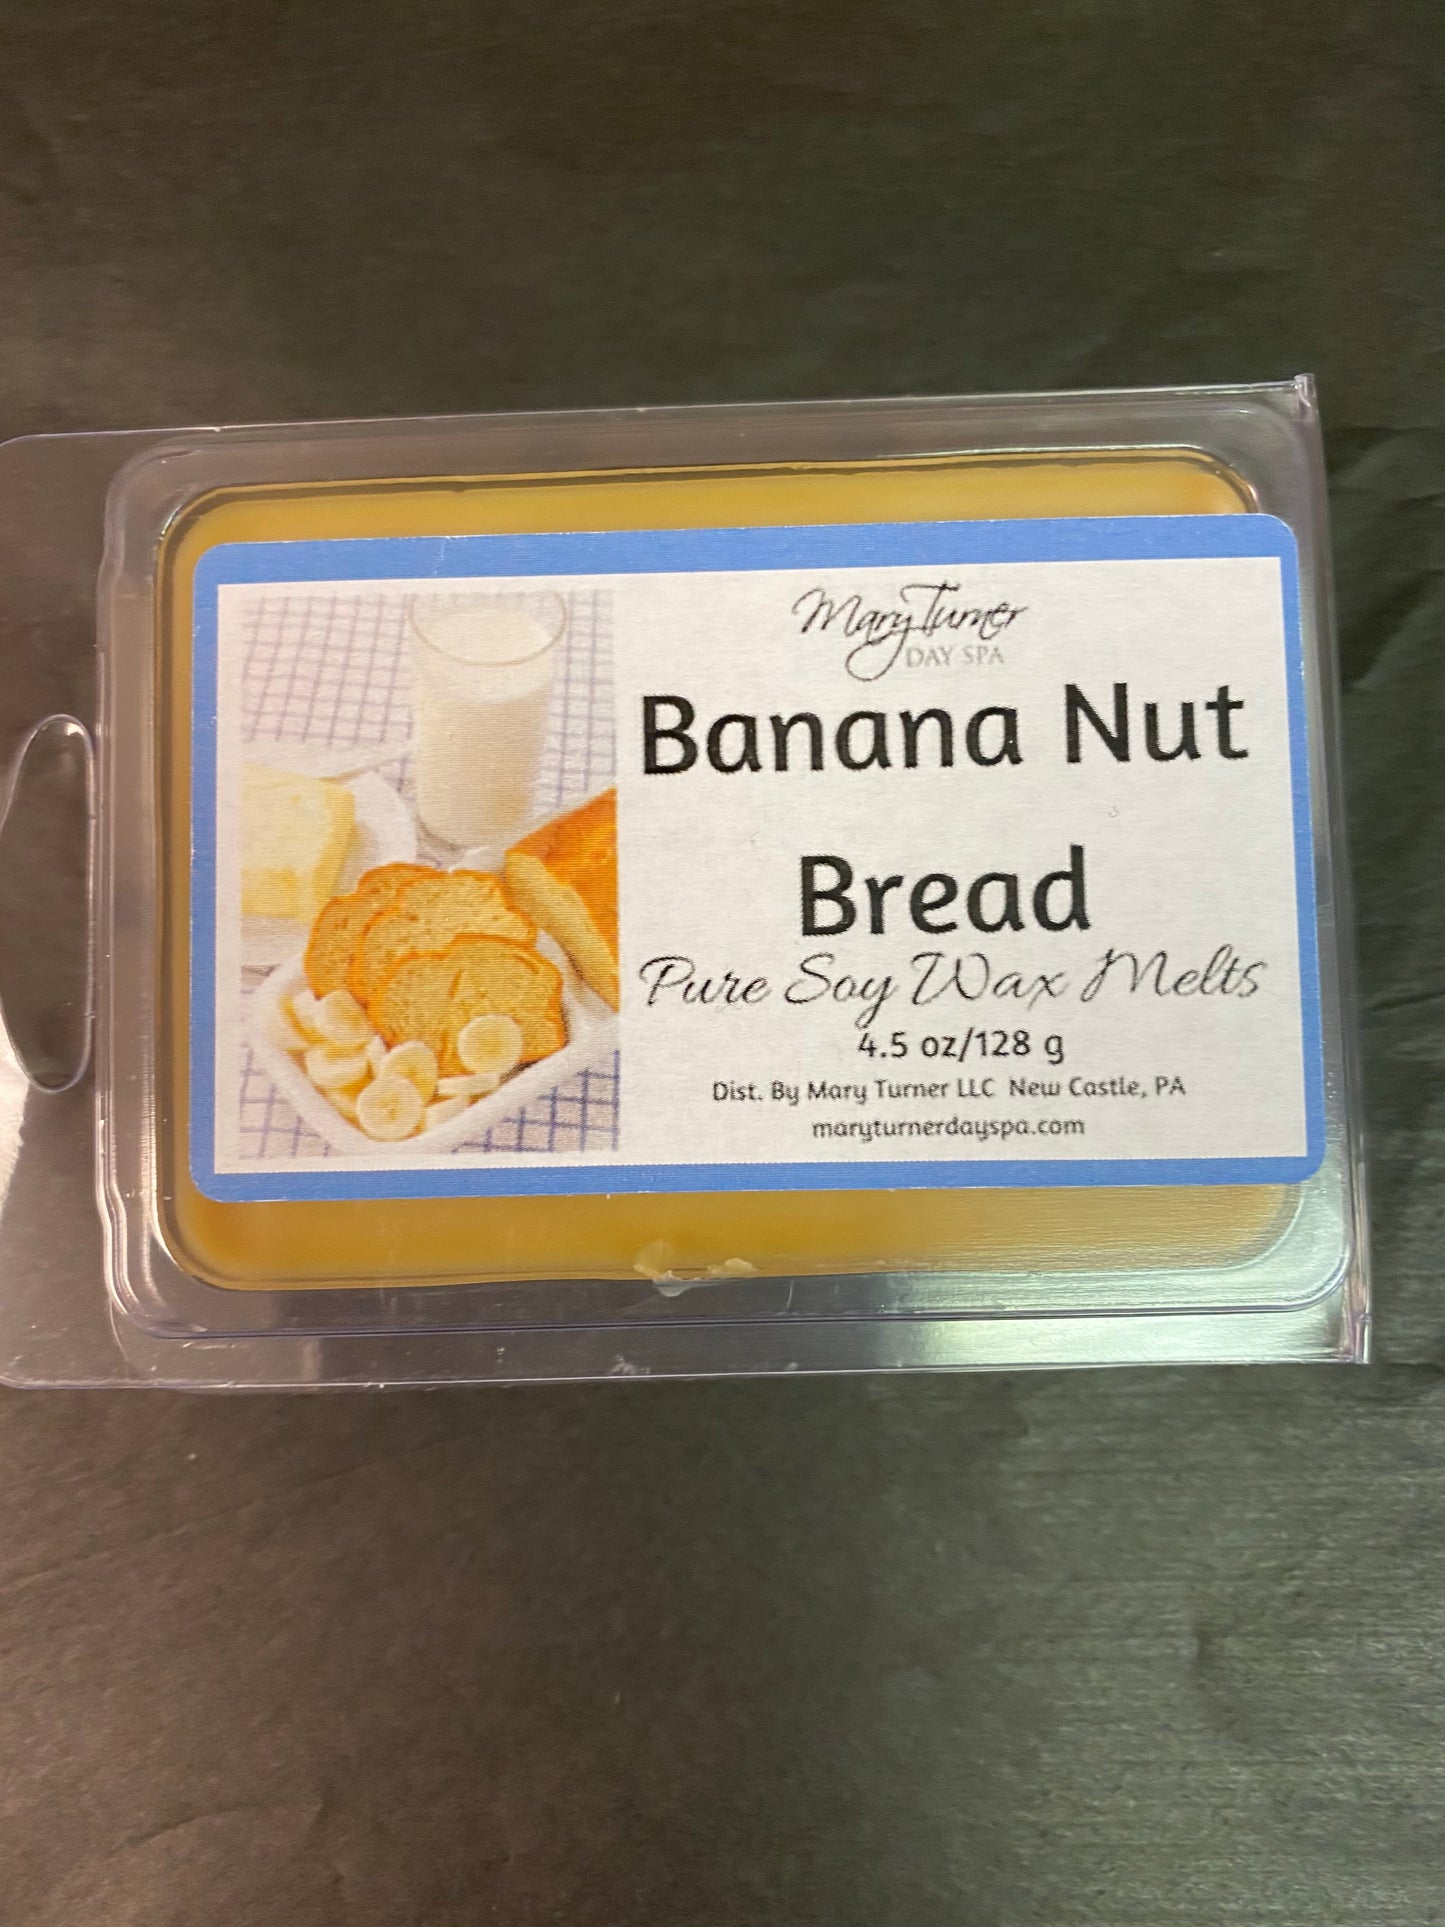 Mary Turner
DAY SPA
Banana Nut
Bread
Pure Soy Wax Melts
4.5 oz/128 g
Dist. By Mary Turner LLC New Castle, PA
maryturnerdayspa.com